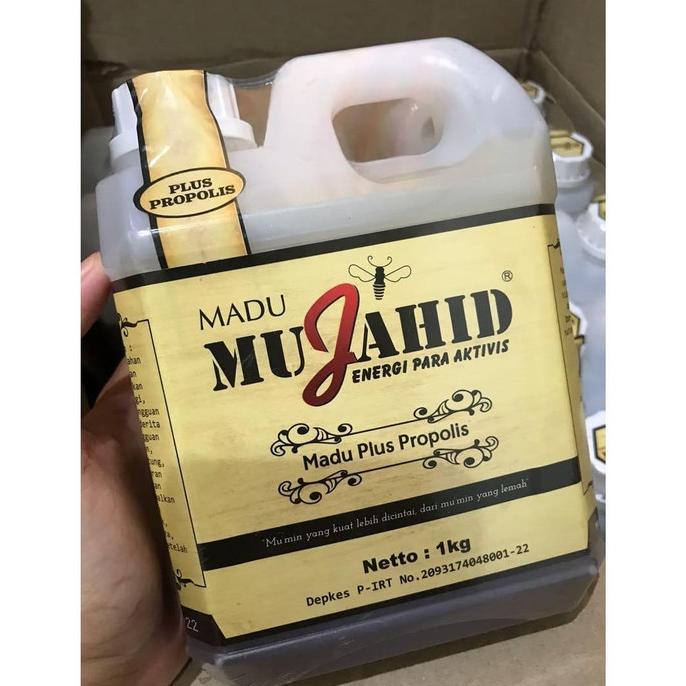 PLUS
PROPOLIS
MADU
MUJAHID ®
ENERGI PARA AKTIVIS
Madu Plus Propolis
"Mu'min yang kuat lebih dicintai, dari mu'min yang lemah"
Netto : 1kg
Depkes P-IRT No.2093174048001-22
22